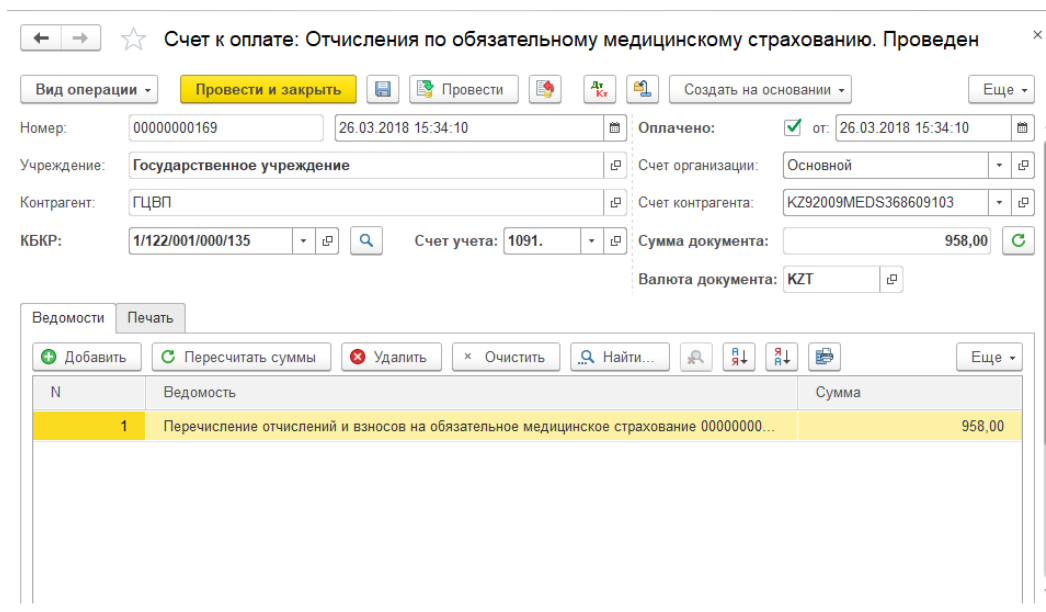 Счет к оплате: Отчисления по обязательному медицинскому страхованию. Проведен
Вид операции Провести и закрыть Провести Дт Кт Создать на основании Еще
Номер: 00000000169 26.03.2018 15:34:10 Оплачено: от: 26.03.2018 15:34:10
Учреждение: Государственное учреждение Счет организации: Основной
Контрагент: ГЦВП Счет контрагента: KZ92009MEDS368609103
КБКР: 1/122/001/000/135 Счет учета: 1091. Сумма документа: 958,00
Валюта документа: KZT
Ведомости Печать
Добавить Пересчитать суммы Удалить Очистить Найти... Еще
N Ведомость Сумма
1 Перечисление отчислений и взносов на обязательное медицинское страхование 00000000... 958,00